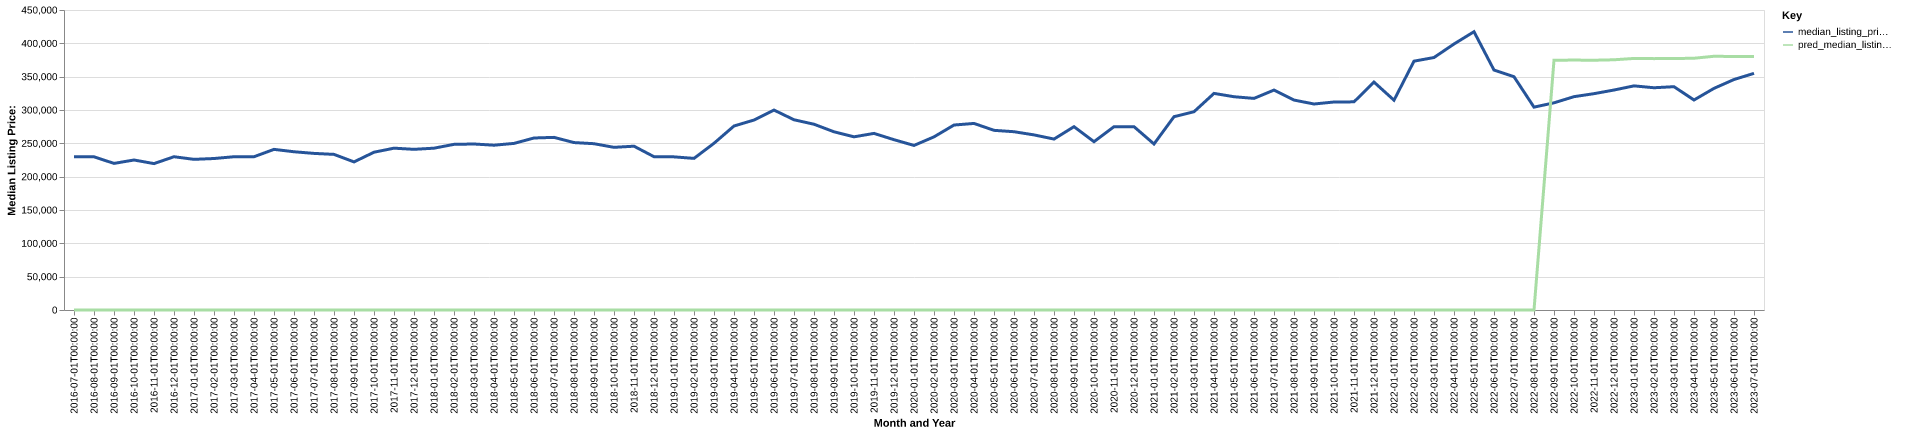 450,000
400,000
350,000
300,000
250,000
200,000
150,000
100,000
50,000
0
Median Listing Price:
2016-07-01T00:00:00
2016-08-01T00:00:00
2016-09-01T00:00:00
2016-10-01T00:00:00
2016-11-01T00:00:00
2016-12-01T00:00:00
2017-01-01T00:00:00
2017-02-01T00:00:00
2017-03-01T00:00:00
2017-04-01T00:00:00
2017-05-01T00:00:00
2017-06-01T00:00:00
2017-07-01T00:00:00
2017-08-01T00:00:00
2017-09-01T00:00:00
2017-10-01T00:00:00
2017-11-01T00:00:00
2017-12-01T00:00:00
2018-01-01T00:00:00
2018-02-01T00:00:00
2018-03-01T00:00:00
2018-04-01T00:00:00
2018-05-01T00:00:00
2018-06-01T00:00:00
2018-07-01T00:00:00
2018-08-01T00:00:00
2018-09-01T00:00:00
2018-10-01T00:00:00
2018-11-01T00:00:00
2018-12-01T00:00:00
2019-01-01T00:00:00
2019-02-01T00:00:00
2019-03-01T00:00:00
2019-04-01T00:00:00
2019-05-01T00:00:00
2019-06-01T00:00:00
2019-07-01T00:00:00
2019-08-01T00:00:00
2019-09-01T00:00:00
2019-10-01T00:00:00
2019-11-01T00:00:00
2019-12-01T00:00:00
2020-01-01T00:00:00
2020-02-01T00:00:00
2020-03-01T00:00:00
2020-04-01T00:00:00
2020-05-01T00:00:00
2020-06-01T00:00:00
2020-07-01T00:00:00
2020-08-01T00:00:00
2020-09-01T00:00:00
2020-10-01T00:00:00
2020-11-01T00:00:00
2020-12-01T00:00:00
2021-01-01T00:00:00
2021-02-01T00:00:00
2021-03-01T00:00:00
2021-04-01T00:00:00
2021-05-01T00:00:00
2021-06-01T00:00:00
2021-07-01T00:00:00
2021-08-01T00:00:00
2021-09-01T00:00:00
2021-10-01T00:00:00
2021-11-01T00:00:00
2021-12-01T00:00:00
2022-01-01T00:00:00
2022-02-01T00:00:00
2022-03-01T00:00:00
2022-04-01T00:00:00
2022-05-01T00:00:00
2022-06-01T00:00:00
2022-07-01T00:00:00
2022-08-01T00:00:00
2022-09-01T00:00:00
2022-10-01T00:00:00
2022-11-01T00:00:00
2022-12-01T00:00:00
2023-01-01T00:00:00
2023-02-01T00:00:00
2023-03-01T00:00:00
2023-04-01T00:00:00
2023-05-01T00:00:00
2023-06-01T00:00:00
2023-07-01T00:00:00
Month and Year
Key
median_listing_pri…
pred_median_listin…